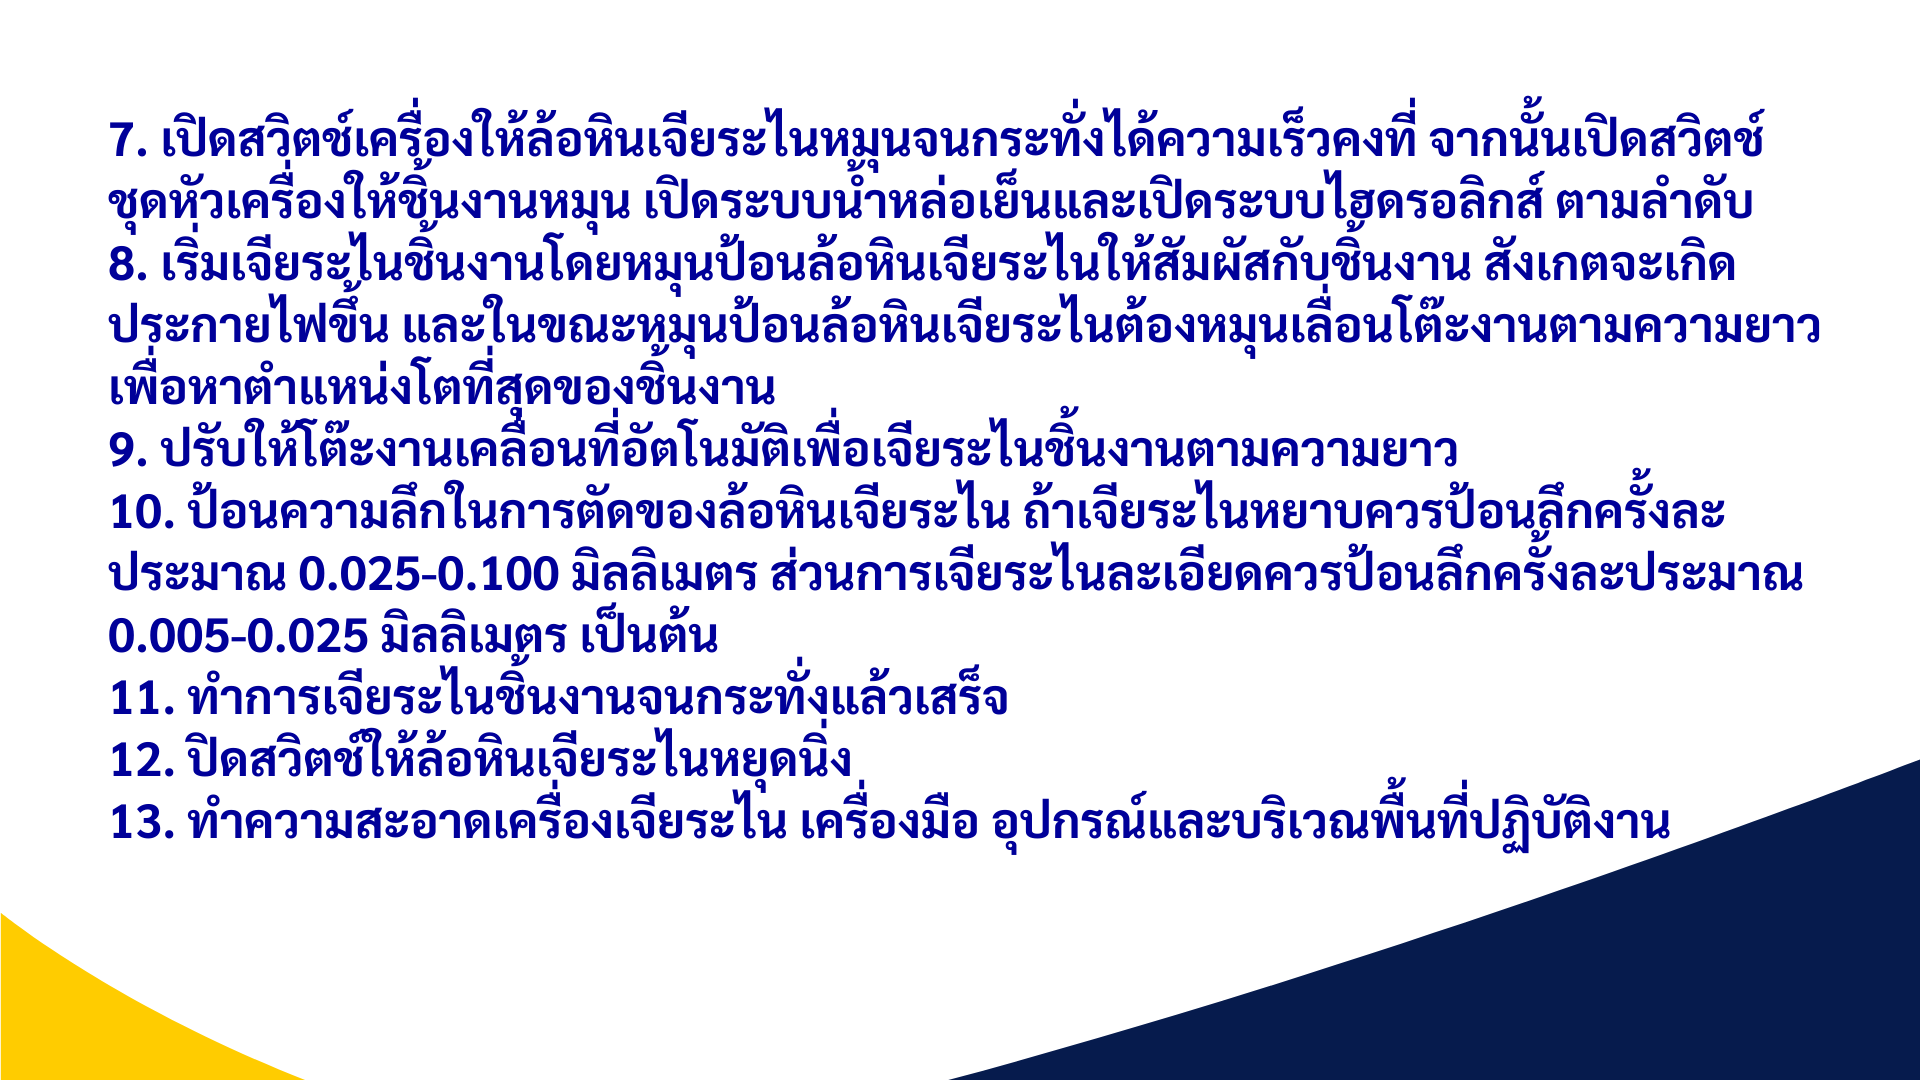 7. เปิดสวิตช์เครื่องให้ล้อหินเจียระไนหมุนจนกระทั่งได้ความเร็วคงที่ จากนั้นเปิดสวิตช์
ชุดหัวเครื่องให้ชิ้นงานหมุน เปิดระบบน้ำหล่อเย็นและเปิดระบบไฮดรอลิกส์ ตามลำดับ
8. เริ่มเจียระไนชิ้นงานโดยหมุนป้อนล้อหินเจียระไนให้สัมผัสกับชิ้นงาน สังเกตจะเกิด
ประกายไฟขึ้น และในขณะหมุนป้อนล้อหินเจียระไนต้องหมุนเลื่อนโต๊ะงานตามความยาว
เพื่อหาตำแหน่งโตที่สุดของชิ้นงาน
9. ปรับให้โต๊ะงานเคลื่อนที่อัตโนมัติเพื่อเจียระไนชิ้นงานตามความยาว
10. ป้อนความลึกในการตัดของล้อหินเจียระไน ถ้าเจียระไนหยาบควรป้อนลึกครั้งละ
ประมาณ 0.025-0.100 มิลลิเมตร ส่วนการเจียระไนละเอียดควรป้อนลึกครั้งละประมาณ
0.005-0.025 มิลลิเมตร เป็นต้น
11. ทำการเจียระไนชิ้นงานจนกระทั่งแล้วเสร็จ
12. ปิดสวิตช์ให้ล้อหินเจียระไนหยุดนิ่ง
13. ทำความสะอาดเครื่องเจียระไน เครื่องมือ อุปกรณ์และบริเวณพื้นที่ปฏิบัติงาน